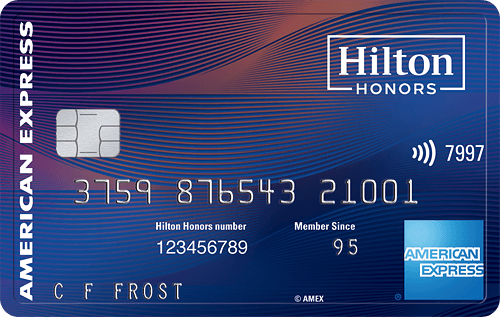 AMERICAN EXPRESS
Hilton
HONORS
7997
3759 876543 21001
Hilton Honors number
Member Since
123456789
95
AMERICAN
EXPRESS
C F FROST
© AMEX
®